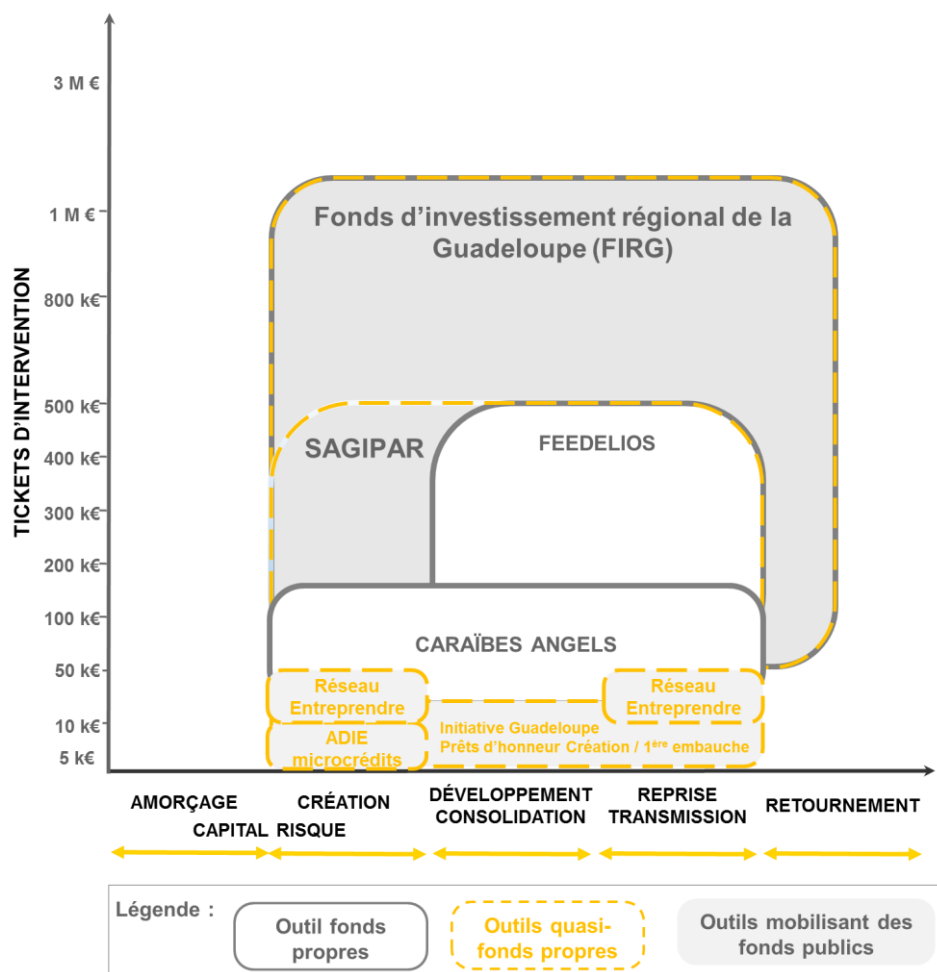 3 M €
1 M €
800 k€
500 k€
400 k€
300 k€
200 k€
100 k€
50 k€
10 k€
5 k€
TICKETS D'INTERVENTION
Fonds d'investissement régional de la
Guadeloupe (FIRG)
SAGIPAR
FEEDELIOS
CARAÏBES ANGELS
Réseau
Entreprendre
Réseau
Entreprendre
ADIE
microcrédits
Initiative Guadeloupe
Prêts d'honneur Création / 1ère embauche
AMORÇAGE
CRÉATION
CAPITAL RISQUE
DÉVELOPPEMENT
CONSOLIDATION
REPRISE
TRANSMISSION
RETOURNEMENT
Légende :
Outil fonds
propres
Outils quasi-
fonds propres
Outils mobilisant des
fonds publics